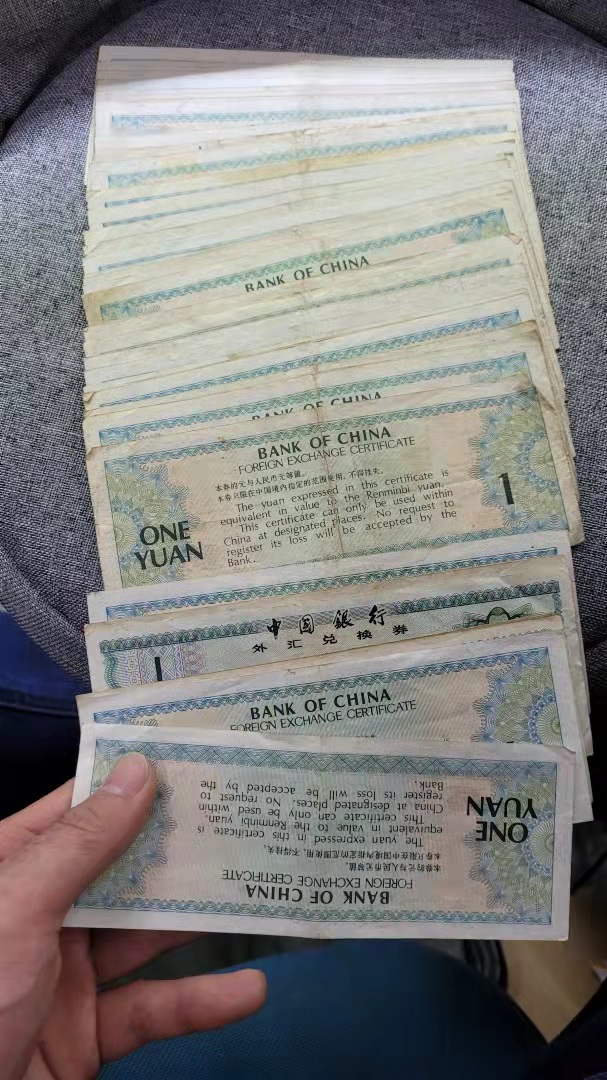 BANK OF CHINA
BANK OF CHINA
BANK OF CHINA
FOREIGN EXCHANGE CERTIFICATE
本券的元与人民币元等值。
本券只限在中国境内指定的范围使用，不得挂失。
The yuan expressed in this certificate is
equivalent in value to the Renminbi yuan.
This certificate can only be used within
China at designated places. No request to
register its loss will be accepted by the
Bank.
ONE
YUAN
1
中国银行
外汇兑换券
1
BANK OF CHINA
FOREIGN EXCHANGE CERTIFICATE
BANK OF CHINA
FOREIGN EXCHANGE CERTIFICATE
本券的元与人民币元等值。
本券只限在中国境内指定的范围使用，不得挂失。
The yuan expressed in this certificate is
equivalent in value to the Renminbi yuan.
This certificate can only be used within
China at designated places. No request to
register its loss will be accepted by the
Bank.
ONE
YUAN